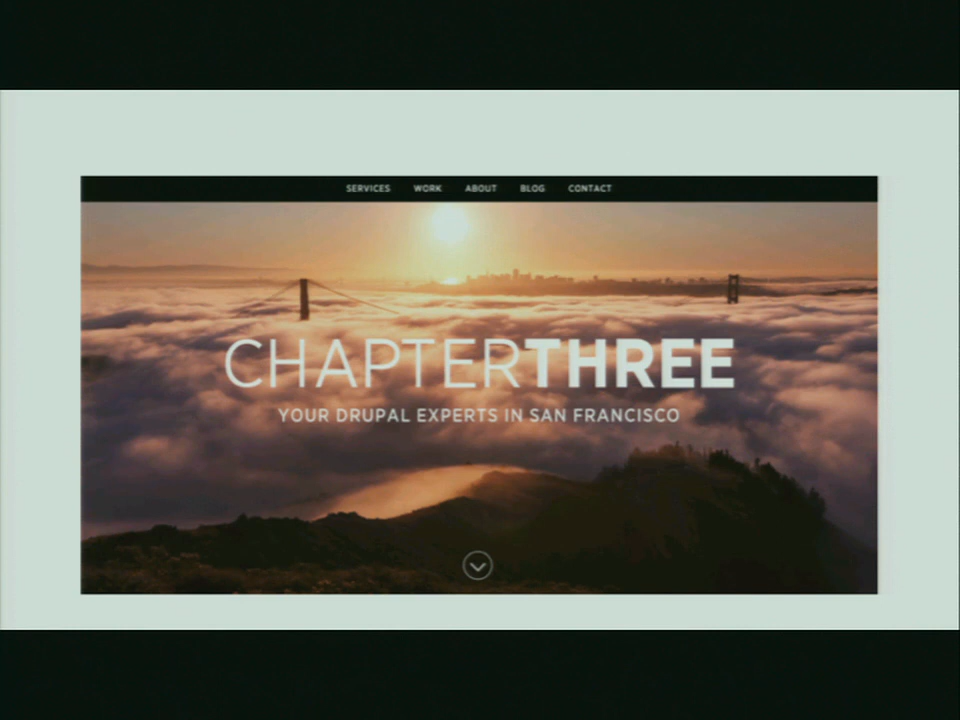 SERVICES WORK ABOUT BLOG CONTACT
CHAPTERTHREE
YOUR DRUPAL EXPERTS IN SAN FRANCISCO